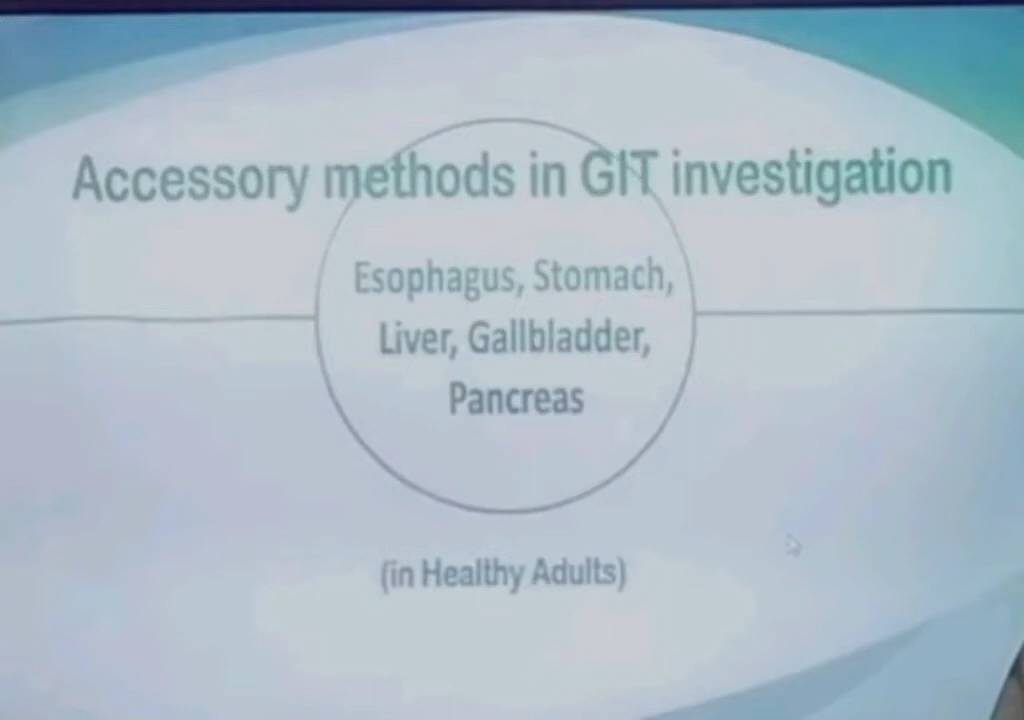 Accessory methods in GIT investigation
Esophagus, Stomach,
Liver, Gallbladder,
Pancreas
(in Healthy Adults)